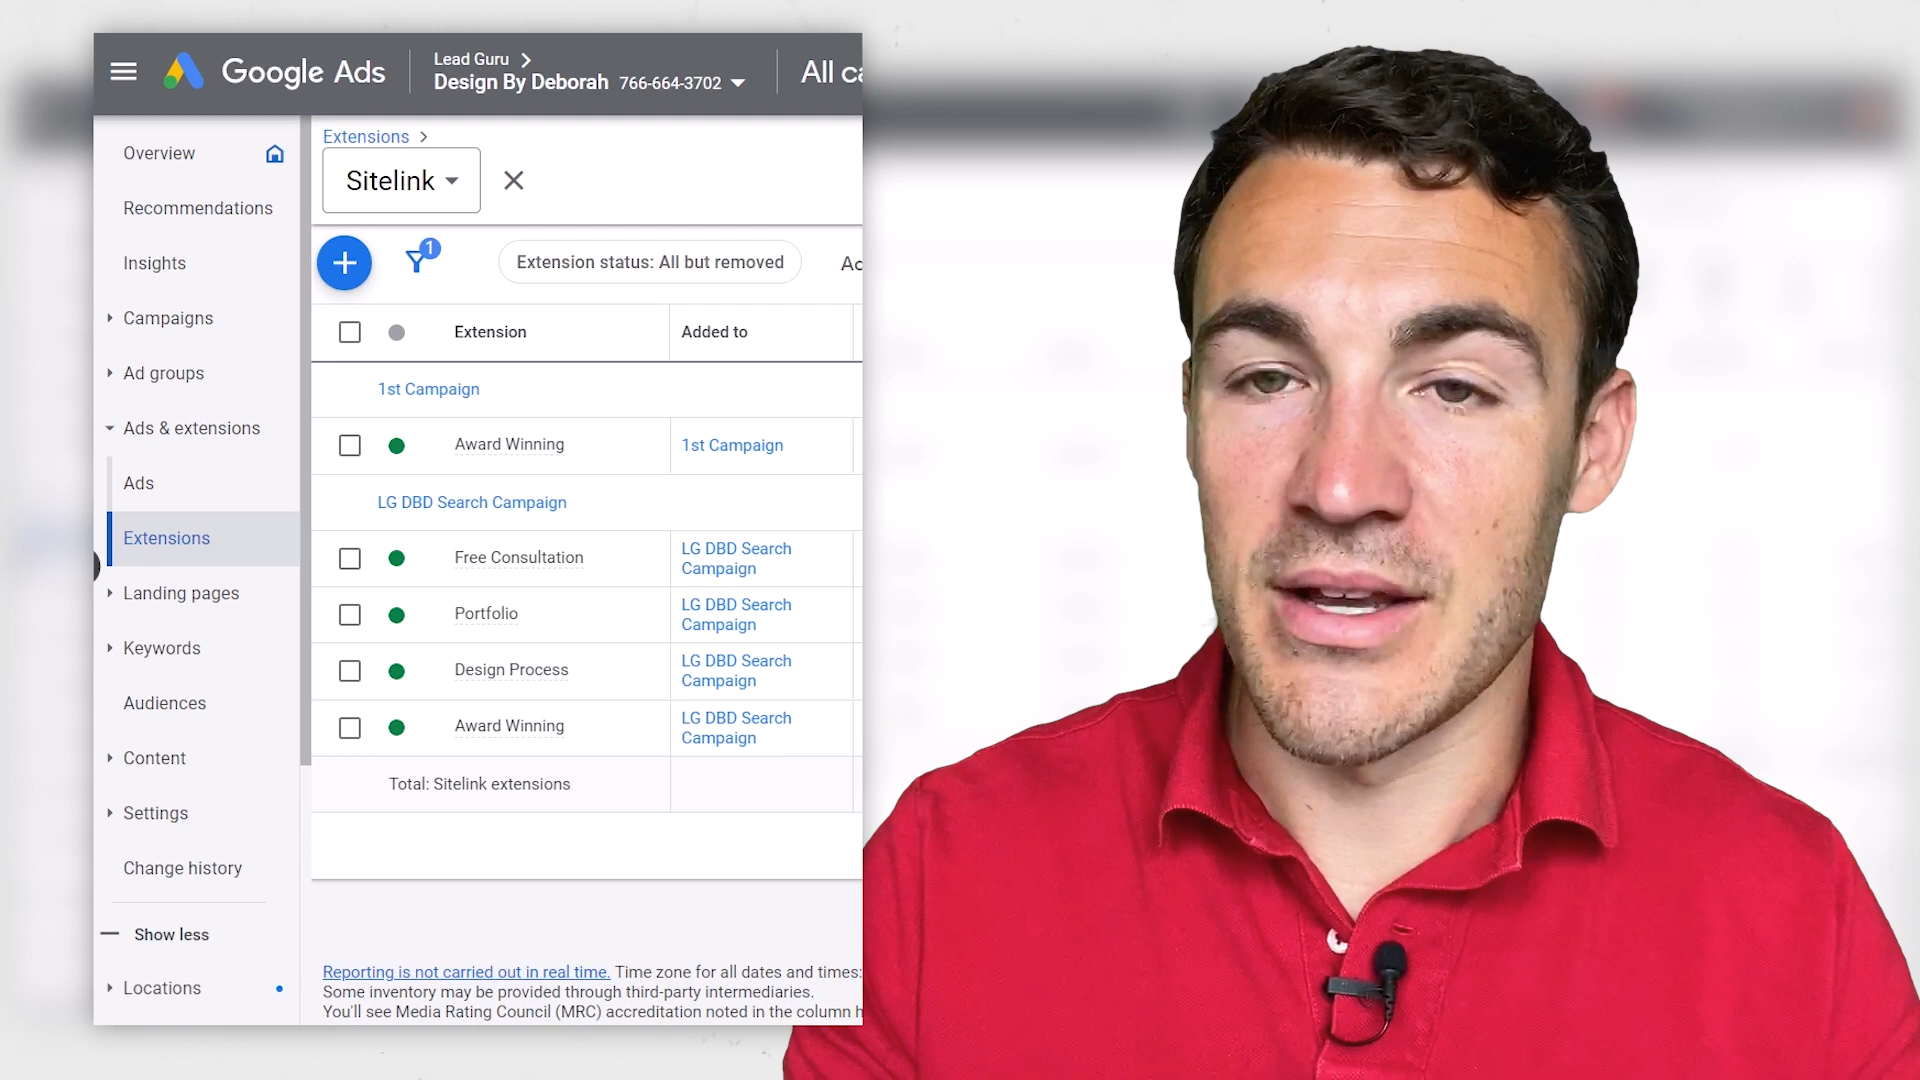 Google Ads
Lead Guru
Design By Deborah 766-664-3702
All ca
Overview
Recommendations
Insights
Campaigns
Ad groups
Ads & extensions
Ads
Extensions
Landing pages
Keywords
Audiences
Content
Settings
Change history
Show less
Locations
Extensions
Sitelink
1
Extension status: All but removed
Ac
Extension Added to
1st Campaign
Award Winning 1st Campaign
LG DBD Search Campaign
Free Consultation LG DBD Search
Campaign
Portfolio LG DBD Search
Campaign
Design Process LG DBD Search
Campaign
Award Winning LG DBD Search
Campaign
Total: Sitelink extensions
Reporting is not carried out in real time. Time zone for all dates and times:
Some inventory may be provided through third-party intermediaries.
You'll see Media Rating Council (MRC) accreditation noted in the column h